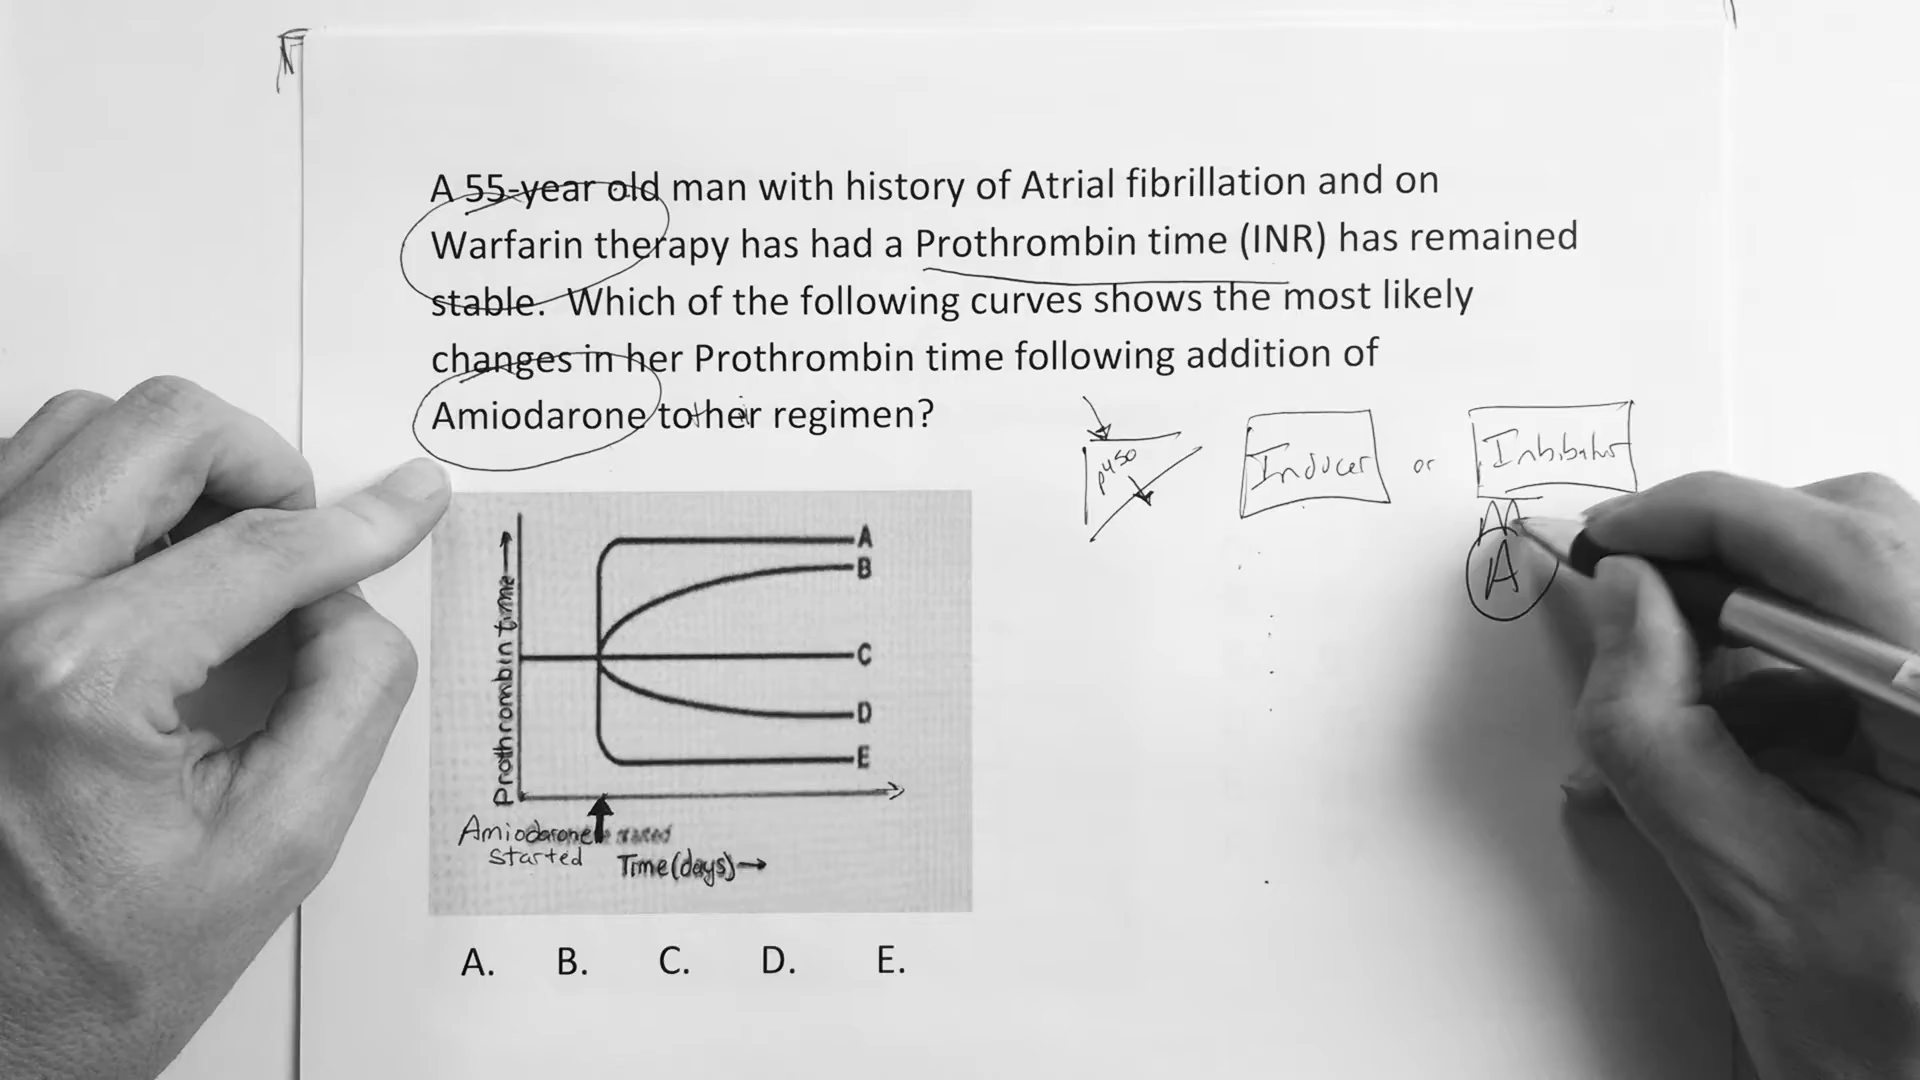 A 55-year old man with history of Atrial fibrillation and on
Warfarin therapy has had a Prothrombin time (INR) has remained
stable. Which of the following curves shows the most likely
changes in her Prothrombin time following addition of
Amiodarone to her regimen?
P450
Inducer or Inhibitor
A
A
B
C
D
E
Prothrombin time
Amiodarone
started
Time (days)
A. B. C. D. E.